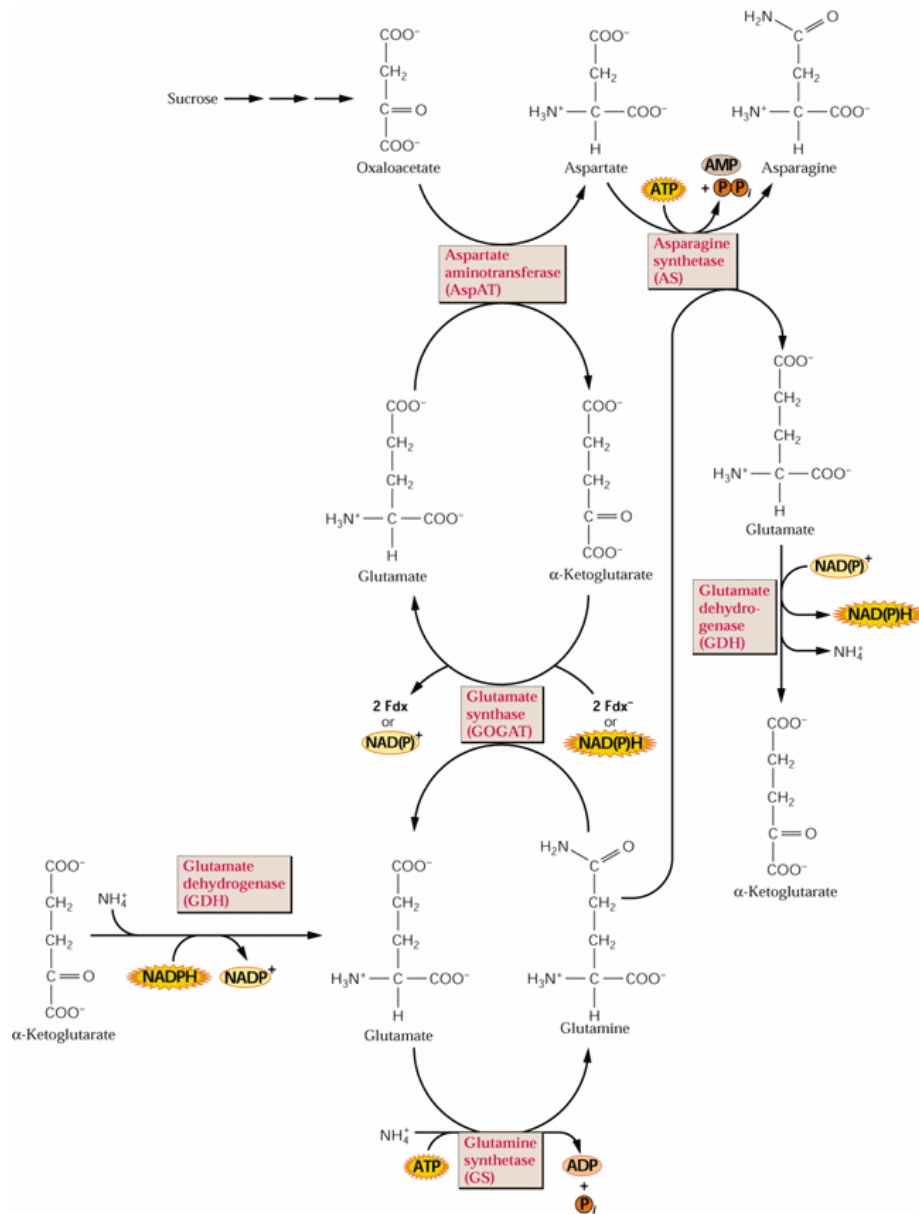 COO⁻
CH₂
C=O
COO⁻
Sucrose
Oxaloacetate
COO⁻
CH₂
H₃N⁺—C—COO⁻
H
Aspartate
H₂N
C
O
CH₂
H₃N⁺—C—COO⁻
H
Asparagine
ATP
AMP
+ P Pᵢ
Aspartate
aminotransferase
(AspAT)
Asparagine
synthetase
(AS)
COO⁻
CH₂
CH₂
H₃N⁺—C—COO⁻
H
Glutamate
COO⁻
CH₂
CH₂
C=O
COO⁻
α-Ketoglutarate
COO⁻
CH₂
CH₂
H₃N⁺—C—COO⁻
H
Glutamate
NAD(P)⁺
Glutamate
dehydro-
genase
(GDH)
NAD(P)H
NH₄⁺
2 Fdx
or
NAD(P)⁺
Glutamate
synthase
(GOGAT)
2 Fdx⁻
or
NAD(P)H
COO⁻
CH₂
CH₂
C=O
COO⁻
α-Ketoglutarate
COO⁻
CH₂
CH₂
C=O
COO⁻
α-Ketoglutarate
NH₄⁺
Glutamate
dehydrogenase
(GDH)
NADPH
NADP⁺
COO⁻
CH₂
CH₂
H₃N⁺—C—COO⁻
H
Glutamate
H₂N
C
O
CH₂
CH₂
H₃N⁺—C—COO⁻
H
Glutamine
NH₄⁺
ATP
Glutamine
synthetase
(GS)
ADP
+
Pᵢ